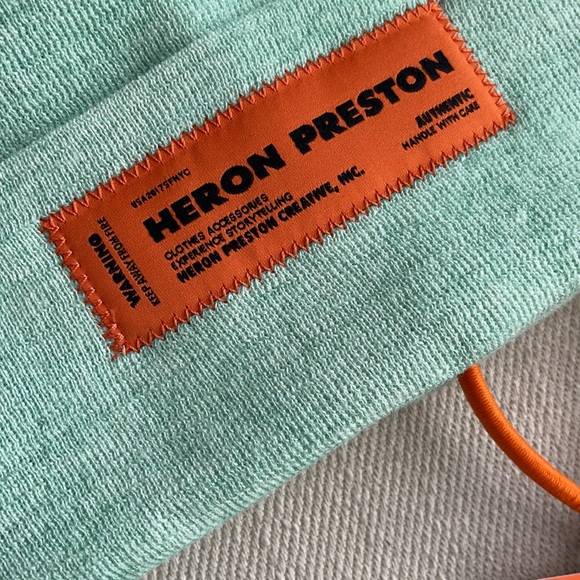 WARNING
KEEP AWAY FROM FIRE
USA2017STNYC
HERON PRESTON
CLOTHES ACCESSORIES
EXPERIENCE STORYTELLING
HERON PRESTON CREATIVE, INC.
AUTHENTIC
HANDLE WITH CARE